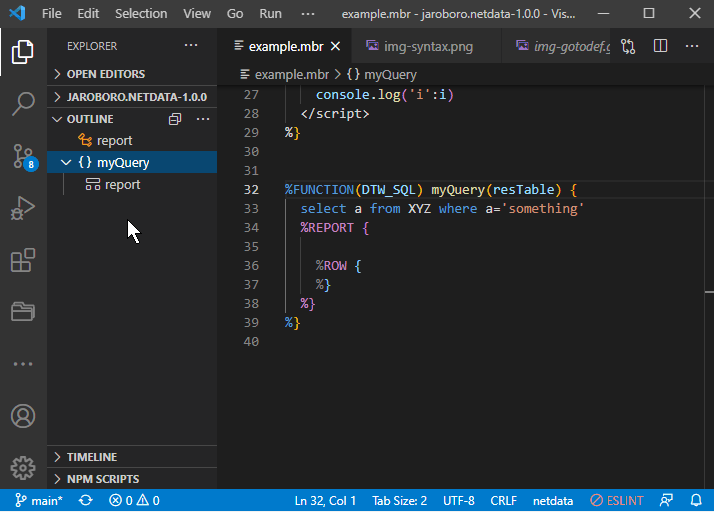 File Edit Selection View Go Run ··· example.mbr - jaroboro.netdata-1.0.0 - Vis...
EXPLORER ···
example.mbr img-syntax.png img-gotodef.g ···
OPEN EDITORS
JAROBORO.NETDATA-1.0.0
OUTLINE ···
report
{} myQuery
report
example.mbr > {} myQuery
27 console.log('i':i)
28 </script>
29 %}
30
31
32 %FUNCTION(DTW_SQL) myQuery(resTable) {
33 select a from XYZ where a='something'
34 %REPORT {
35
36 %ROW {
37 %}
38 %}
39 %}
40
8
TIMELINE
NPM SCRIPTS
main* 0 0 Ln 32, Col 1 Tab Size: 2 UTF-8 CRLF netdata ESLINT